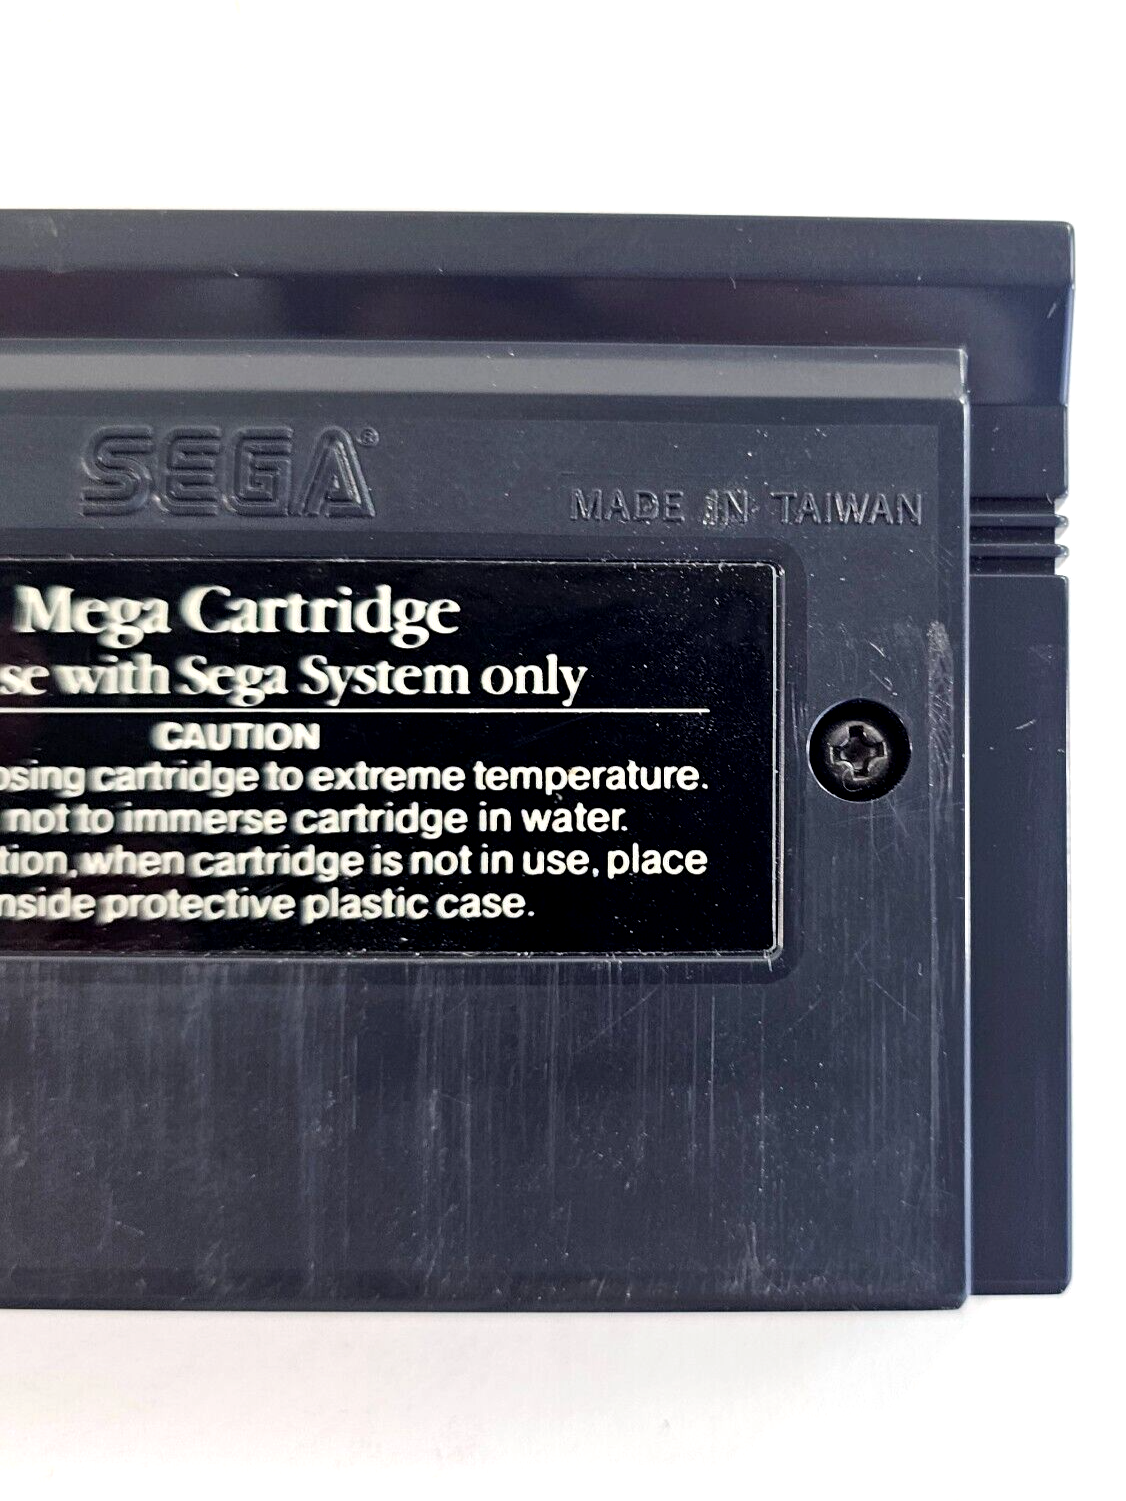 SEGA®
MADE IN TAIWAN
Mega Cartridge
se with Sega System only
CAUTION
osing cartridge to extreme temperature.
not to immerse cartridge in water.
tion, when cartridge is not in use, place
nside protective plastic case.